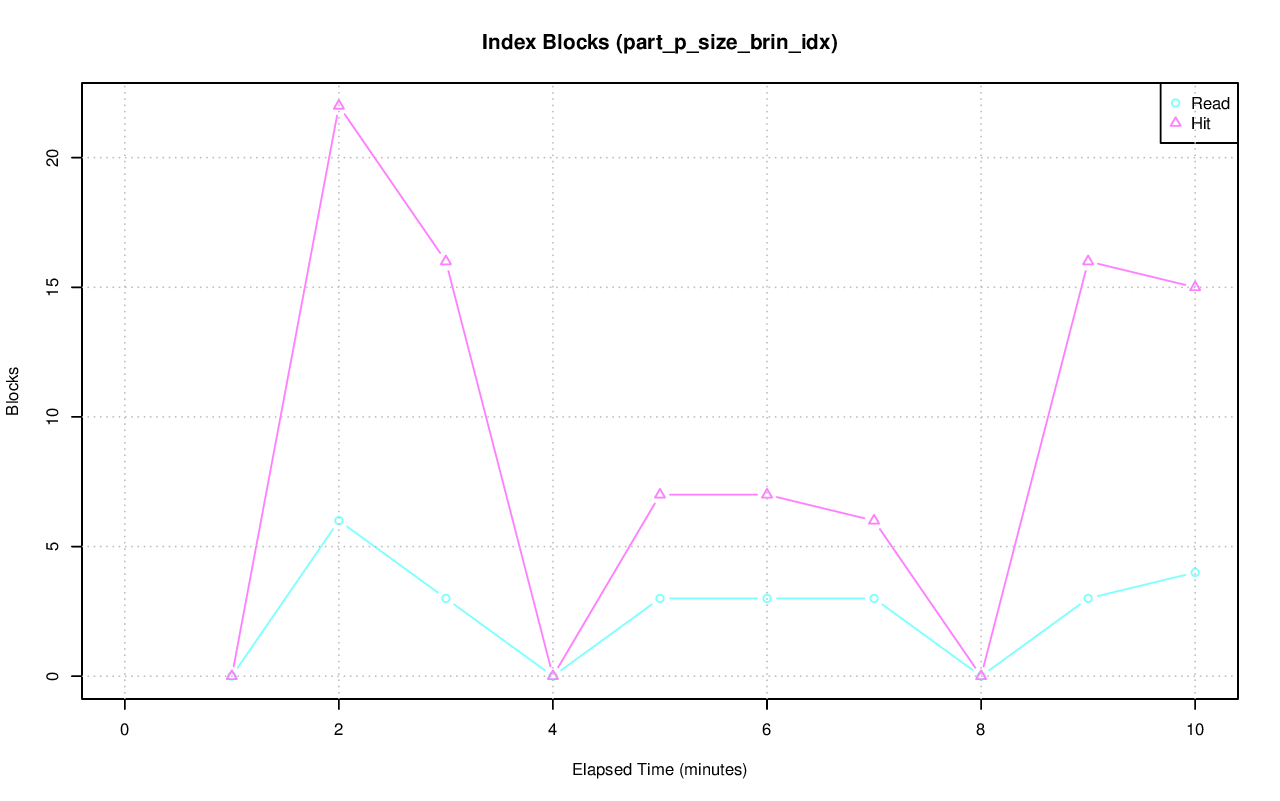 Index Blocks (part_p_size_brin_idx)
Read
Hit
Blocks
20
15
10
5
0
0 2 4 6 8 10
Elapsed Time (minutes)